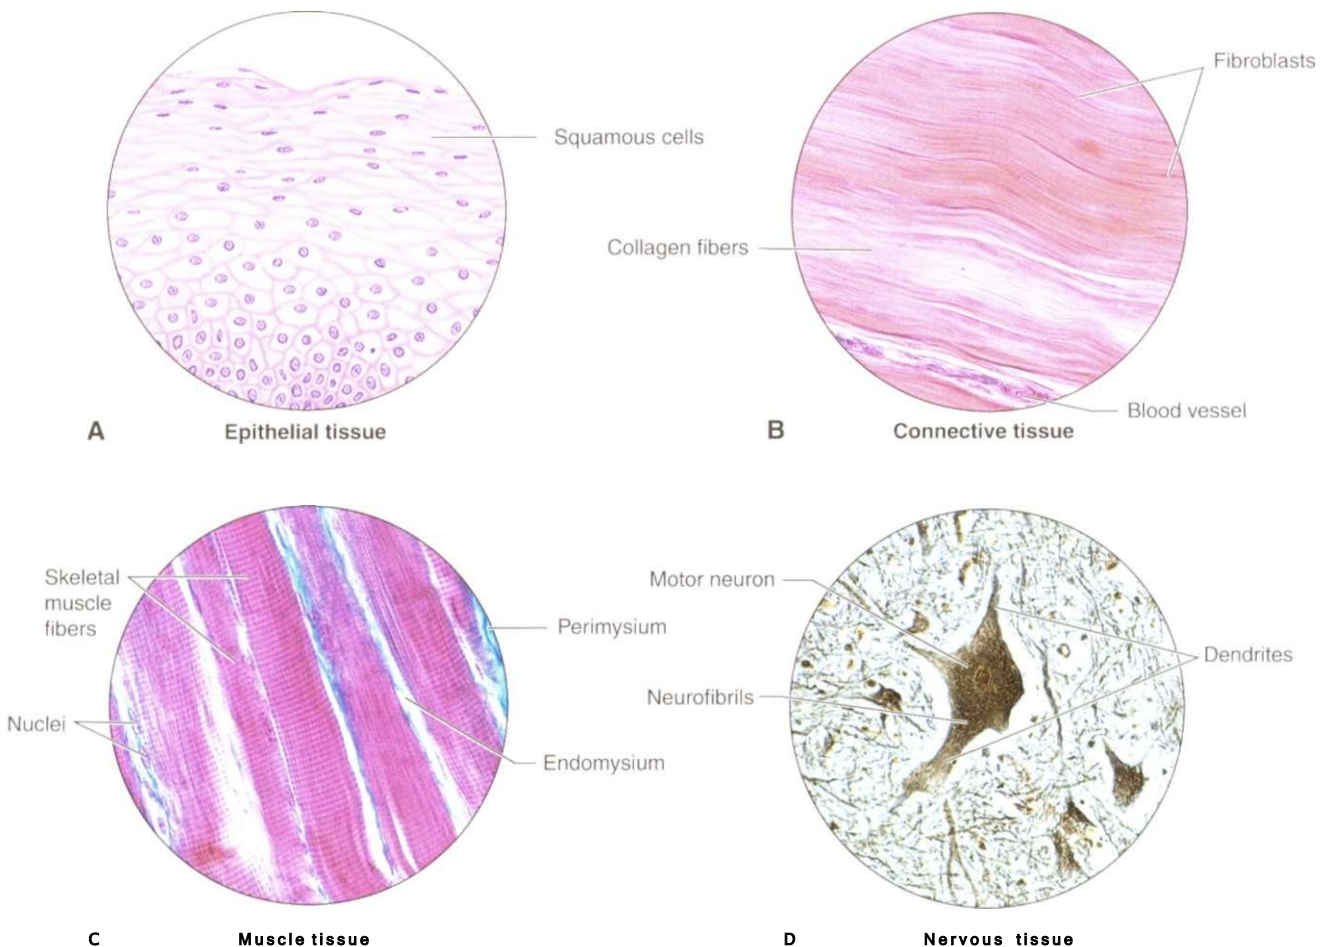 Squamous cells
A
Epithelial tissue
Fibroblasts
Collagen fibers
Blood vessel
B
Connective tissue
Skeletal
muscle
fibers
Nuclei
Perimysium
Endomysium
C
Muscle tissue
Motor neuron
Neurofibrils
Dendrites
D
Nervous tissue